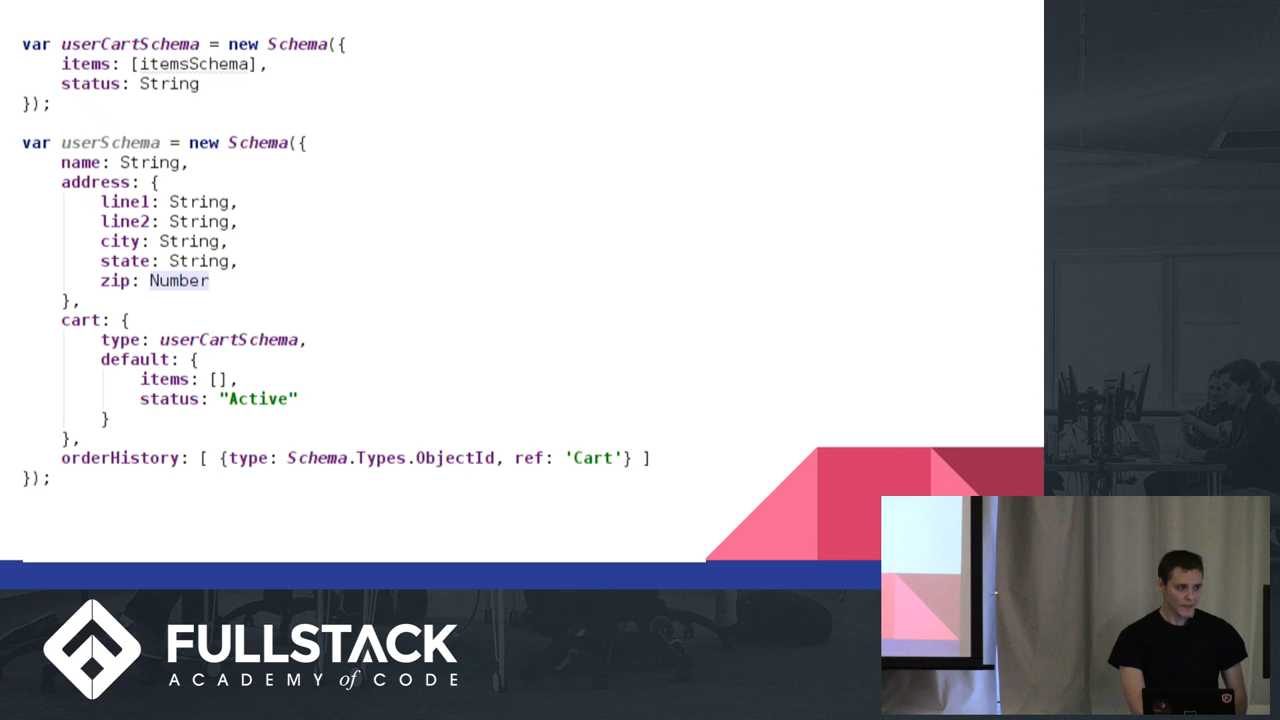 var userCartSchema = new Schema({
items: [itemsSchema],
status: String
});
var userSchema = new Schema({
name: String,
address: {
line1: String,
line2: String,
city: String,
state: String,
zip: Number
},
cart: {
type: userCartSchema,
default: {
items: [],
status: "Active"
}
},
orderHistory: [ {type: Schema.Types.ObjectId, ref: 'Cart'} ]
});
FULLSTACK
ACADEMY of CODE